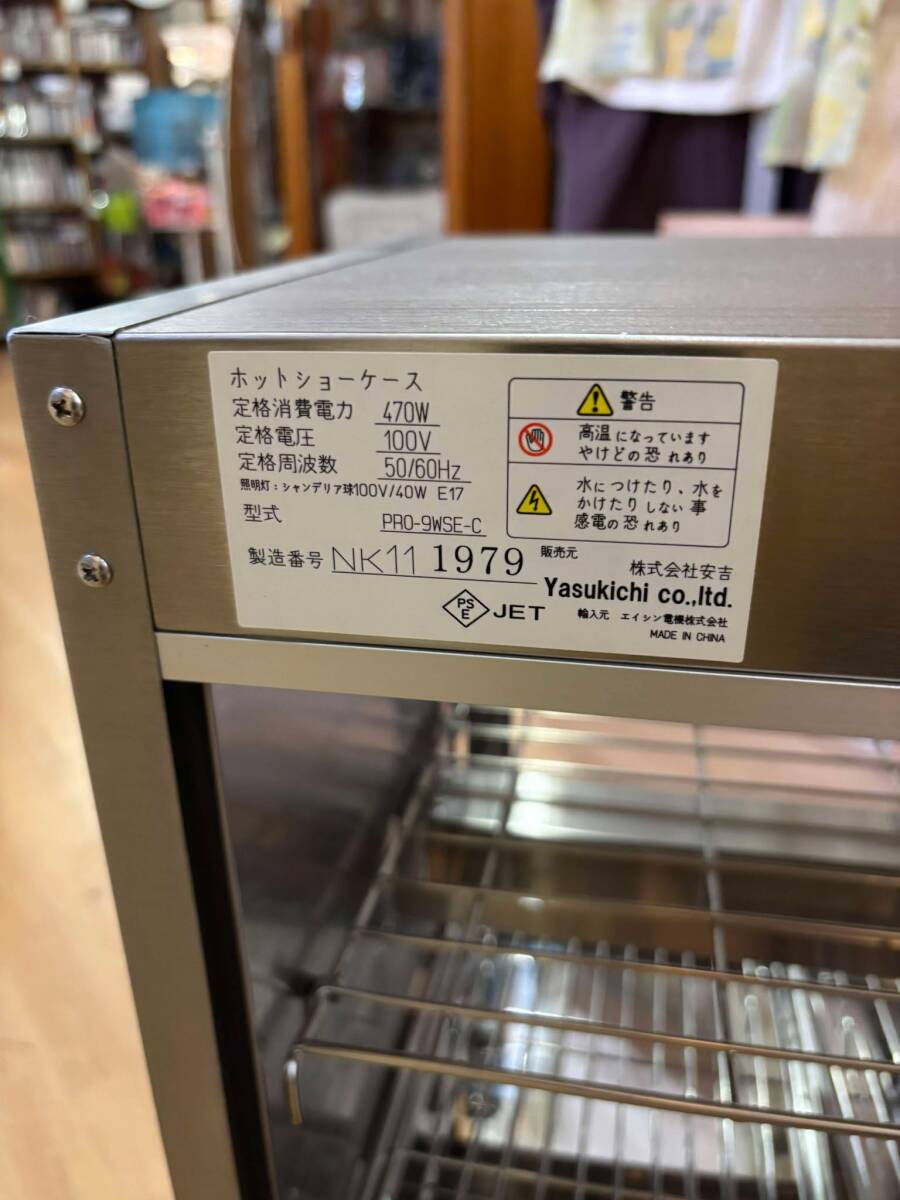 ホットショーケース
定格消費電力 470W
定格電圧 100V
定格周波数 50/60Hz
照明灯：シャンデリア球100V/40W E17
型式 PRO-9WSE-C
製造番号 NK11 1979
警告
高温になっています
やけどの恐れあり
水につけたり、水を
かけたりしない事
感電の恐れあり
販売元
株式会社安吉
Yasukichi co.,ltd.
PS
E
JET
輸入元 エイシン電機株式会社
MADE IN CHINA